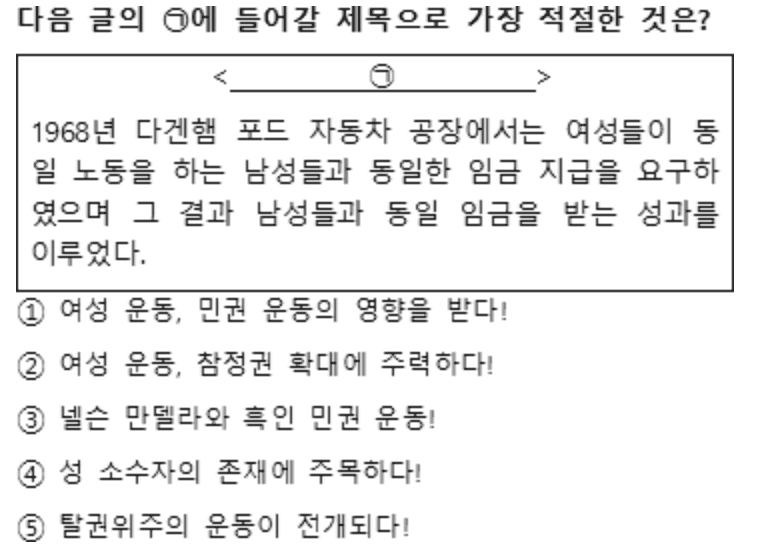 다음 글의 ㉠에 들어갈 제목으로 가장 적절한 것은?
<          ㉠          >
1968년 다겐햄 포드 자동차 공장에서는 여성들이 동
일 노동을 하는 남성들과 동일한 임금 지급을 요구하
였으며 그 결과 남성들과 동일 임금을 받는 성과를
이루었다.
① 여성 운동, 민권 운동의 영향을 받다!
② 여성 운동, 참정권 확대에 주력하다!
③ 넬슨 만델라와 흑인 민권 운동!
④ 성 소수자의 존재에 주목하다!
⑤ 탈권위주의 운동이 전개되다!